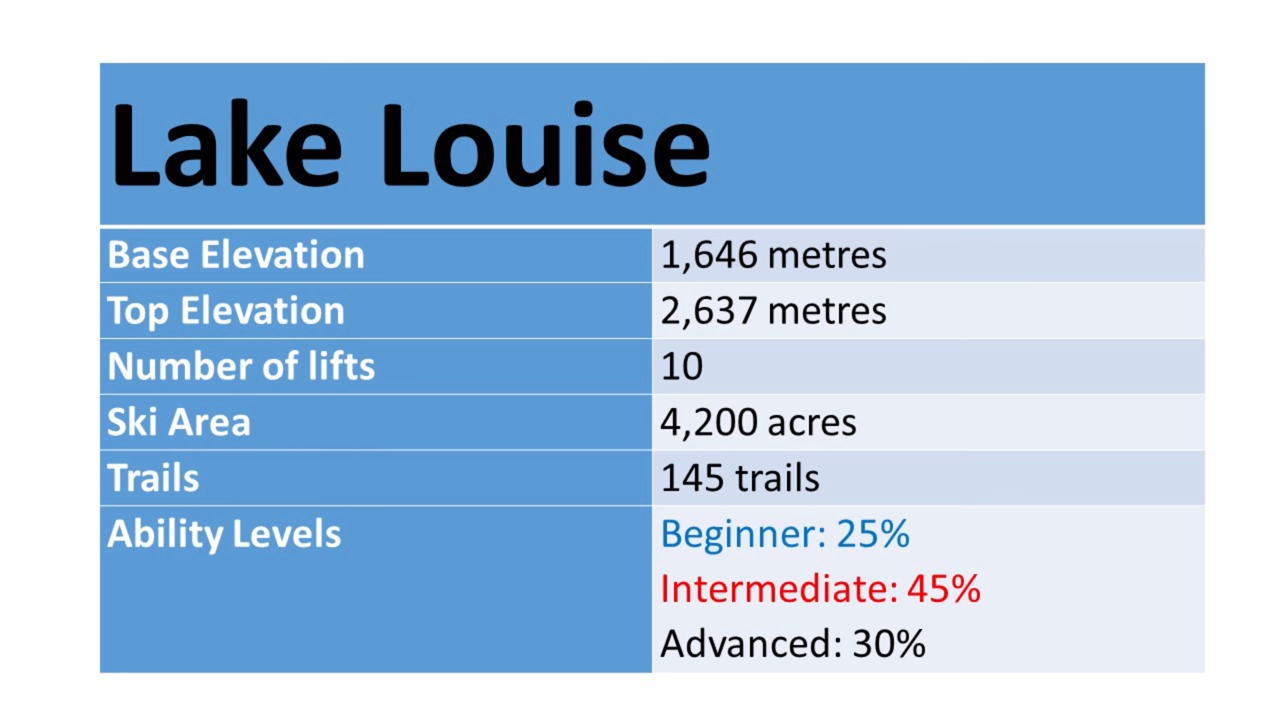 Lake Louise
Base Elevation 1,646 metres
Top Elevation 2,637 metres
Number of lifts 10
Ski Area 4,200 acres
Trails 145 trails
Ability Levels Beginner: 25%
Intermediate: 45%
Advanced: 30%